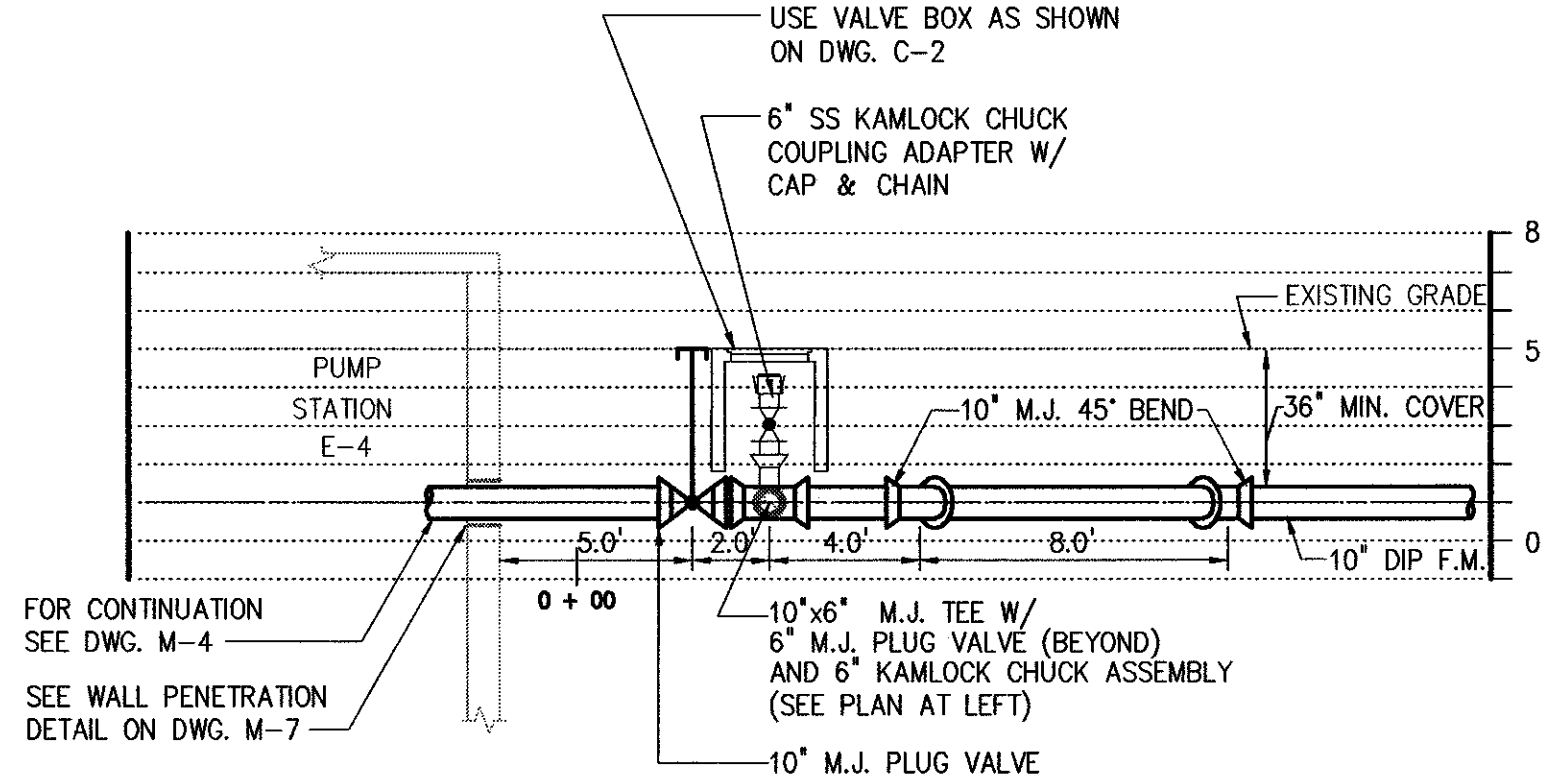 USE VALVE BOX AS SHOWN
ON DWG. C-2
6" SS KAMLOCK CHUCK
COUPLING ADAPTER W/
CAP & CHAIN
8
EXISTING GRADE
5
PUMP
STATION
E-4
10" M.J. 45° BEND
36" MIN. COVER
5.0'
2.0'
4.0'
8.0'
0
10" DIP F.M.
0 + 00
FOR CONTINUATION
SEE DWG. M-4
10"x6" M.J. TEE W/
6" M.J. PLUG VALVE (BEYOND)
AND 6" KAMLOCK CHUCK ASSEMBLY
(SEE PLAN AT LEFT)
SEE WALL PENETRATION
DETAIL ON DWG. M-7
10" M.J. PLUG VALVE